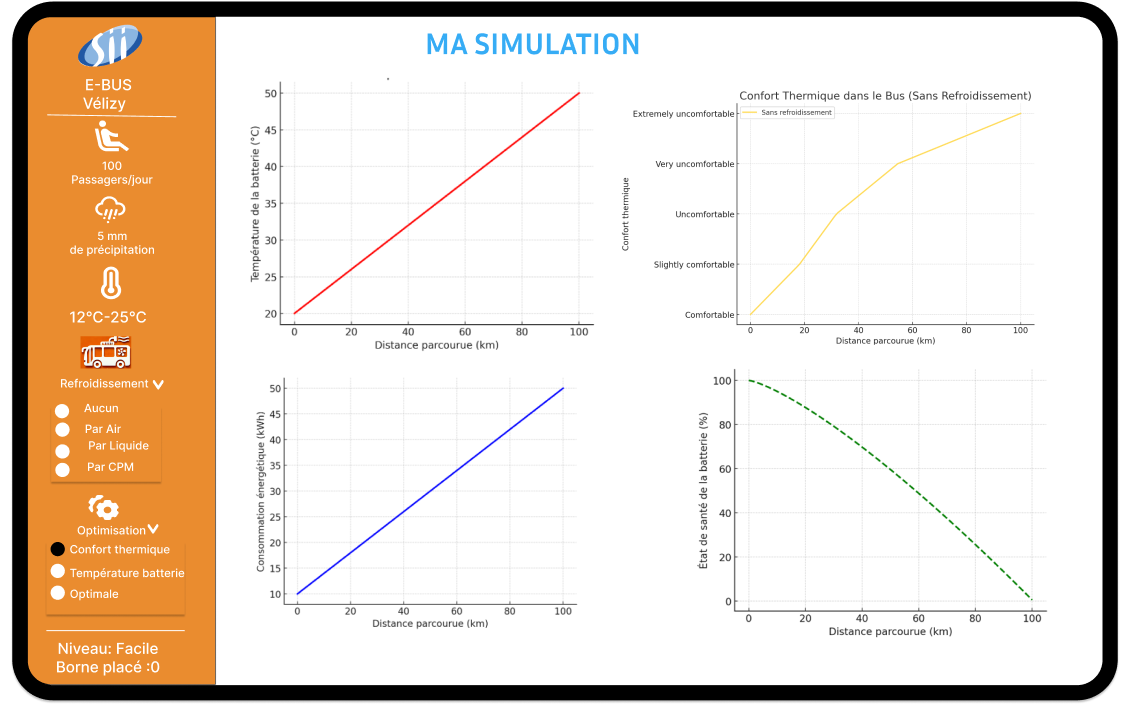 sii
E-BUS
Vélizy
100
Passagers/jour
5 mm
de précipitation
12°C-25°C
Refroidissement
Aucun
Par Air
Par Liquide
Par CPM
Optimisation
Confort thermique
Température batterie
Optimale
Niveau: Facile
Borne placé :0
MA SIMULATION
50
45
40
35
30
25
20
Température de la batterie (°C)
0 20 40 60 80 100
Distance parcourue (km)
Confort Thermique dans le Bus (Sans Refroidissement)
Sans refroidissement
Extremely uncomfortable
Very uncomfortable
Uncomfortable
Slightly comfortable
Comfortable
Confort thermique
0 20 40 60 80 100
Distance parcourue (km)
50
45
40
35
30
25
20
15
10
Consommation énergétique (kWh)
0 20 40 60 80 100
Distance parcourue (km)
100
80
60
40
20
0
État de santé de la batterie (%)
0 20 40 60 80 100
Distance parcourue (km)